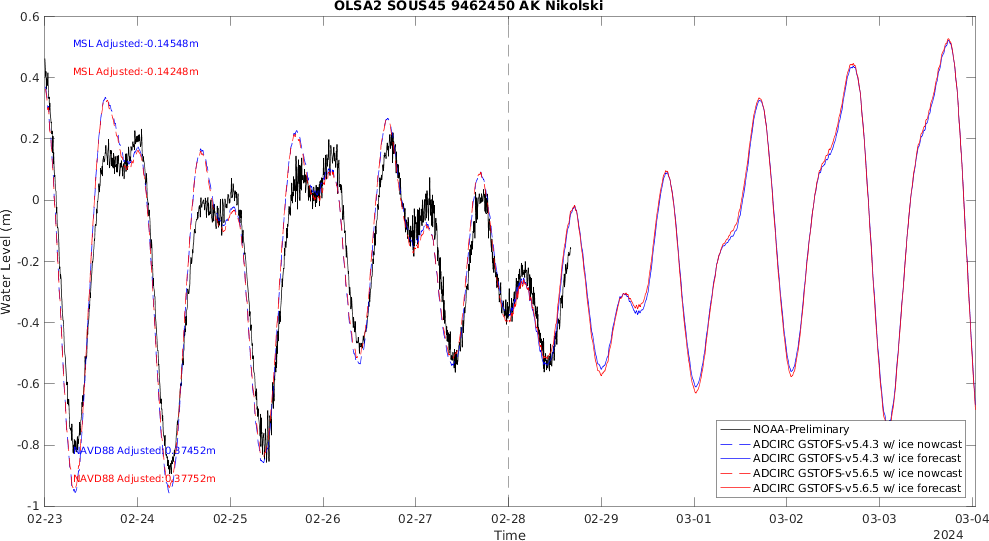 OLSA2 SOUS45 9462450 AK Nikolski
MSL Adjusted:-0.14548m
MSL Adjusted:-0.14248m
NAVD88 Adjusted:0.37452m
NAVD88 Adjusted:0.37752m
Water Level (m)
0.6
0.4
0.2
0
-0.2
-0.4
-0.6
-0.8
-1
NOAA-Preliminary
ADCIRC GSTOFS-v5.4.3 w/ ice nowcast
ADCIRC GSTOFS-v5.4.3 w/ ice forecast
ADCIRC GSTOFS-v5.6.5 w/ ice nowcast
ADCIRC GSTOFS-v5.6.5 w/ ice forecast
02-23 02-24 02-25 02-26 02-27 02-28 02-29 03-01 03-02 03-03 03-04
Time
2024